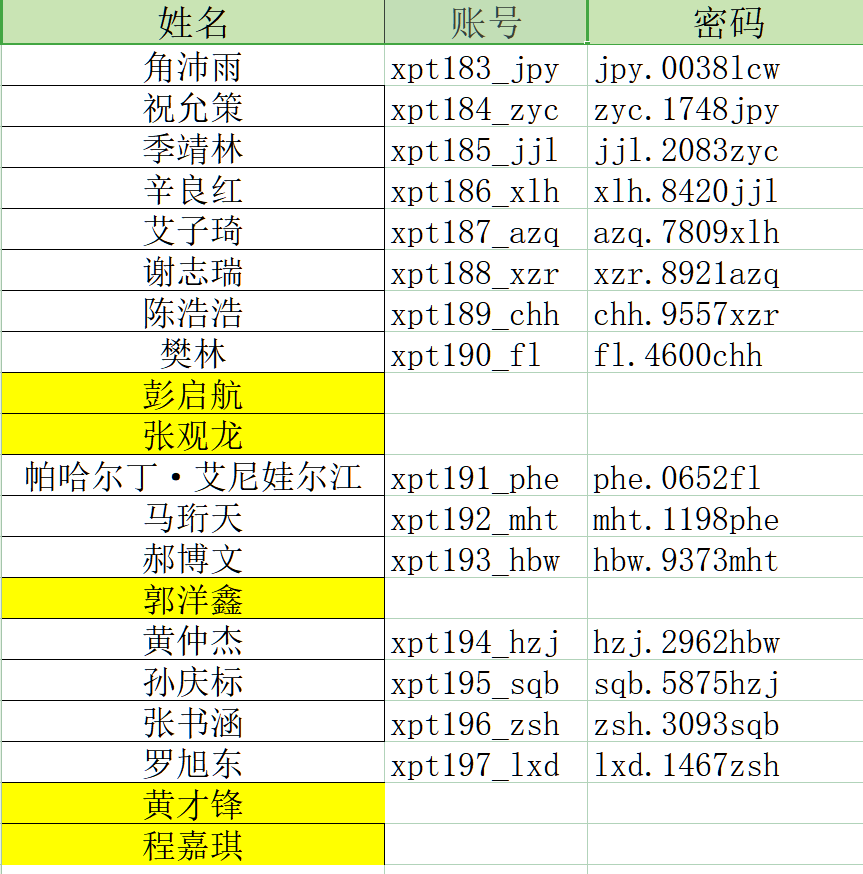 姓名 账号 密码
角沛雨 xpt183_jpy jpy.0038lcw
祝允策 xpt184_zyc zyc.1748jpy
季靖林 xpt185_jjl jjl.2083zyc
辛良红 xpt186_xlh xlh.8420jjl
艾子琦 xpt187_azq azq.7809xlh
谢志瑞 xpt188_xzr xzr.8921azq
陈浩浩 xpt189_chh chh.9557xzr
樊林 xpt190_fl fl.4600chh
彭启航
张观龙
帕哈尔丁·艾尼娃尔江 xpt191_phe phe.0652fl
马珩天 xpt192_mht mht.1198phe
郝博文 xpt193_hbw hbw.9373mht
郭洋鑫
黄仲杰 xpt194_hzj hzj.2962hbw
孙庆标 xpt195_sqb sqb.5875hzj
张书涵 xpt196_zsh zsh.3093sqb
罗旭东 xpt197_lxd lxd.1467zsh
黄才锋
程嘉琪